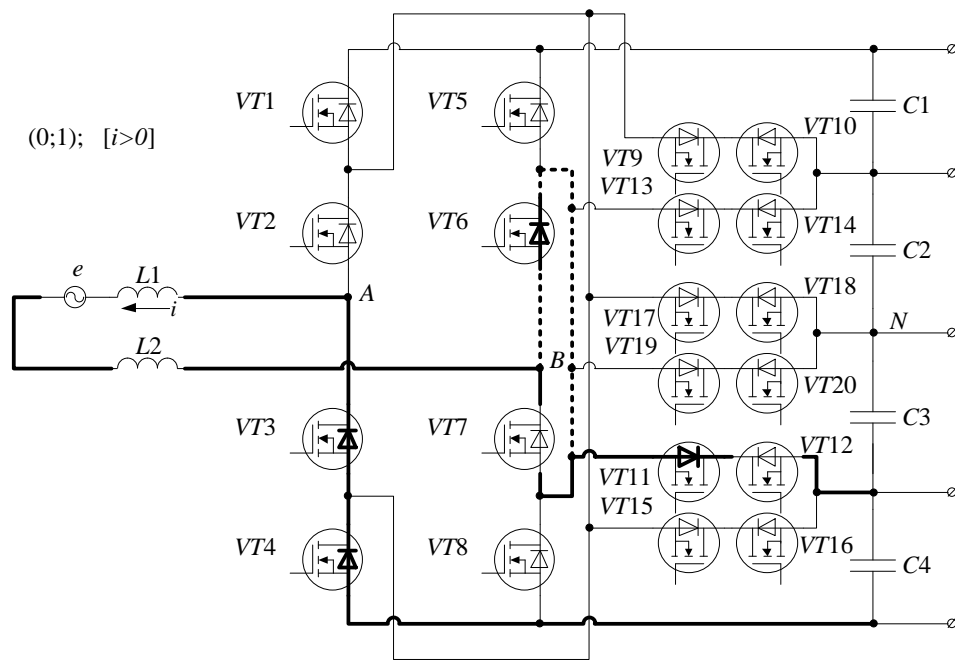 VT1
VT5
C1
(0;1); [i>0]
VT10
VT9
VT13
VT2
VT6
VT14
C2
e
L1
i
A
VT18
N
VT17
VT19
L2
B
VT20
VT3
VT7
C3
VT12
VT11
VT15
VT4
VT8
VT16
C4